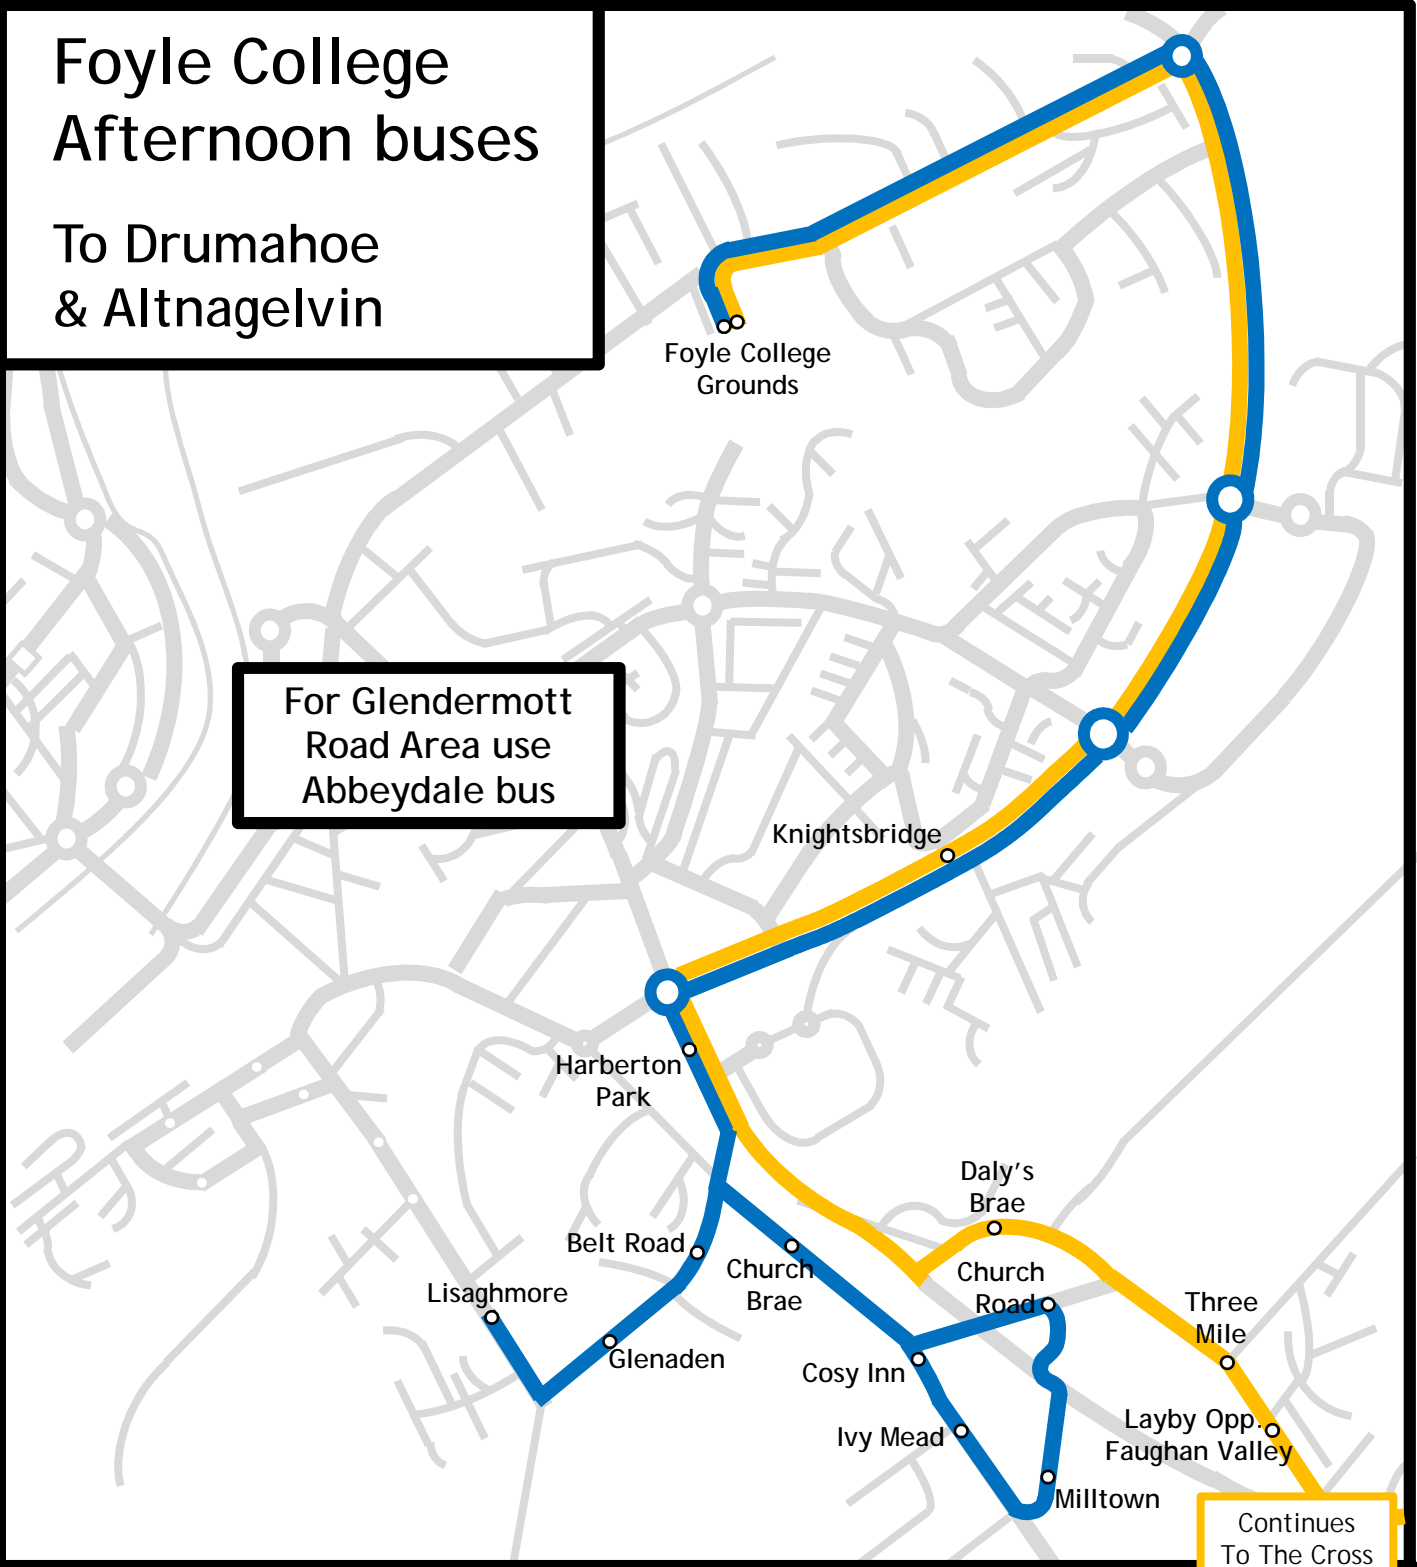 Foyle College
Afternoon buses
To Drumahoe
& Altnagelvin
Foyle College
Grounds
For Glendermott
Road Area use
Abbeydale bus
Knightsbridge
Harberton
Park
Daly's
Brae
Belt Road
Church
Brae
Church
Road
Lisaghmore
Three
Mile
Glenaden
Cosy Inn
Ivy Mead
Layby Opp.
Faughan Valley
Milltown
Continues
To The Cross